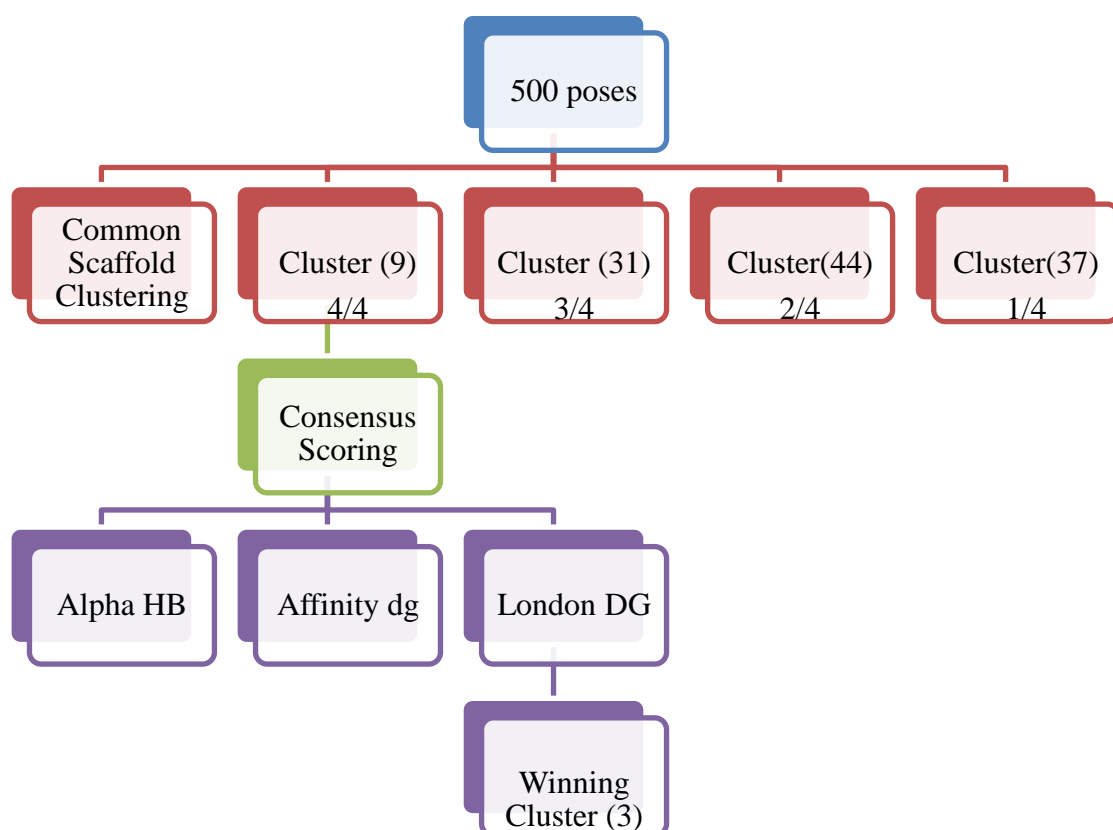 500 poses
Common
Scaffold
Clustering
Cluster (9)
4/4
Cluster (31)
3/4
Cluster(44)
2/4
Cluster(37)
1/4
Consensus
Scoring
Alpha HB
Affinity dg
London DG
Winning
Cluster (3)